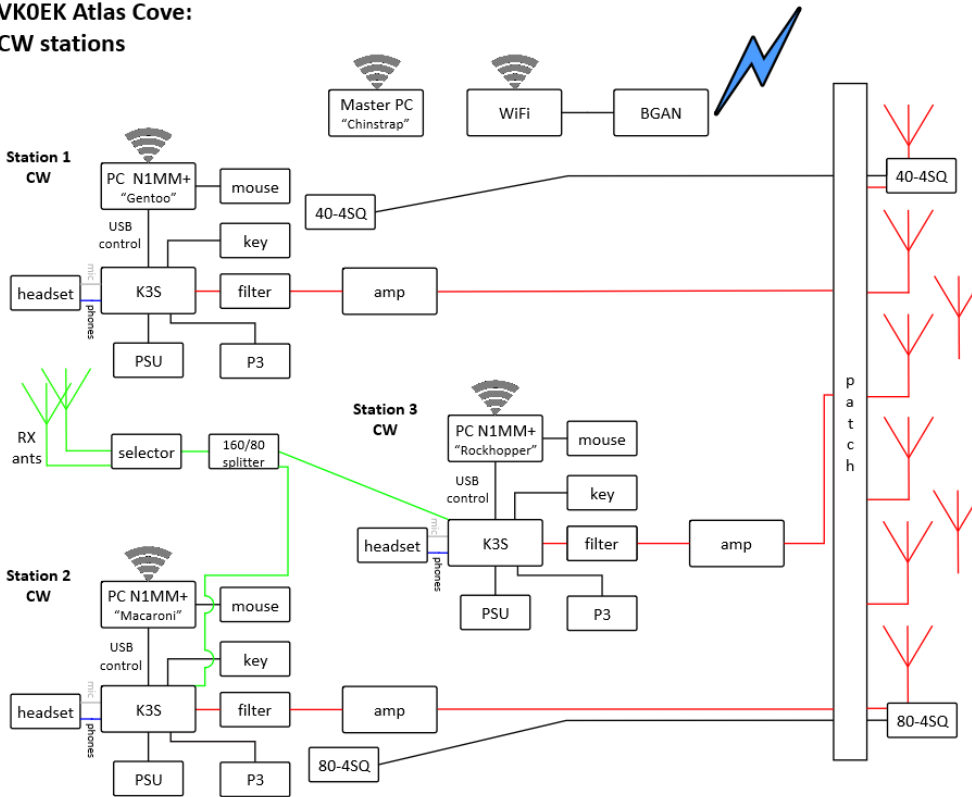 VK0EK Atlas Cove:
CW stations
Master PC
“Chinstrap”
WiFi
BGAN
Station 1
CW
PC N1MM+
“Gentoo”
mouse
40-4SQ
40-4SQ
USB
control
key
mic
headset
K3S
filter
amp
phones
PSU
P3
patch
Station 3
CW
PC N1MM+
“Rockhopper”
mouse
RX
ants
selector
160/80
splitter
USB
control
key
mic
headset
K3S
filter
amp
phones
PSU
P3
Station 2
CW
PC N1MM+
“Macaroni”
mouse
USB
control
key
mic
headset
K3S
filter
amp
phones
80-4SQ
80-4SQ
PSU
P3